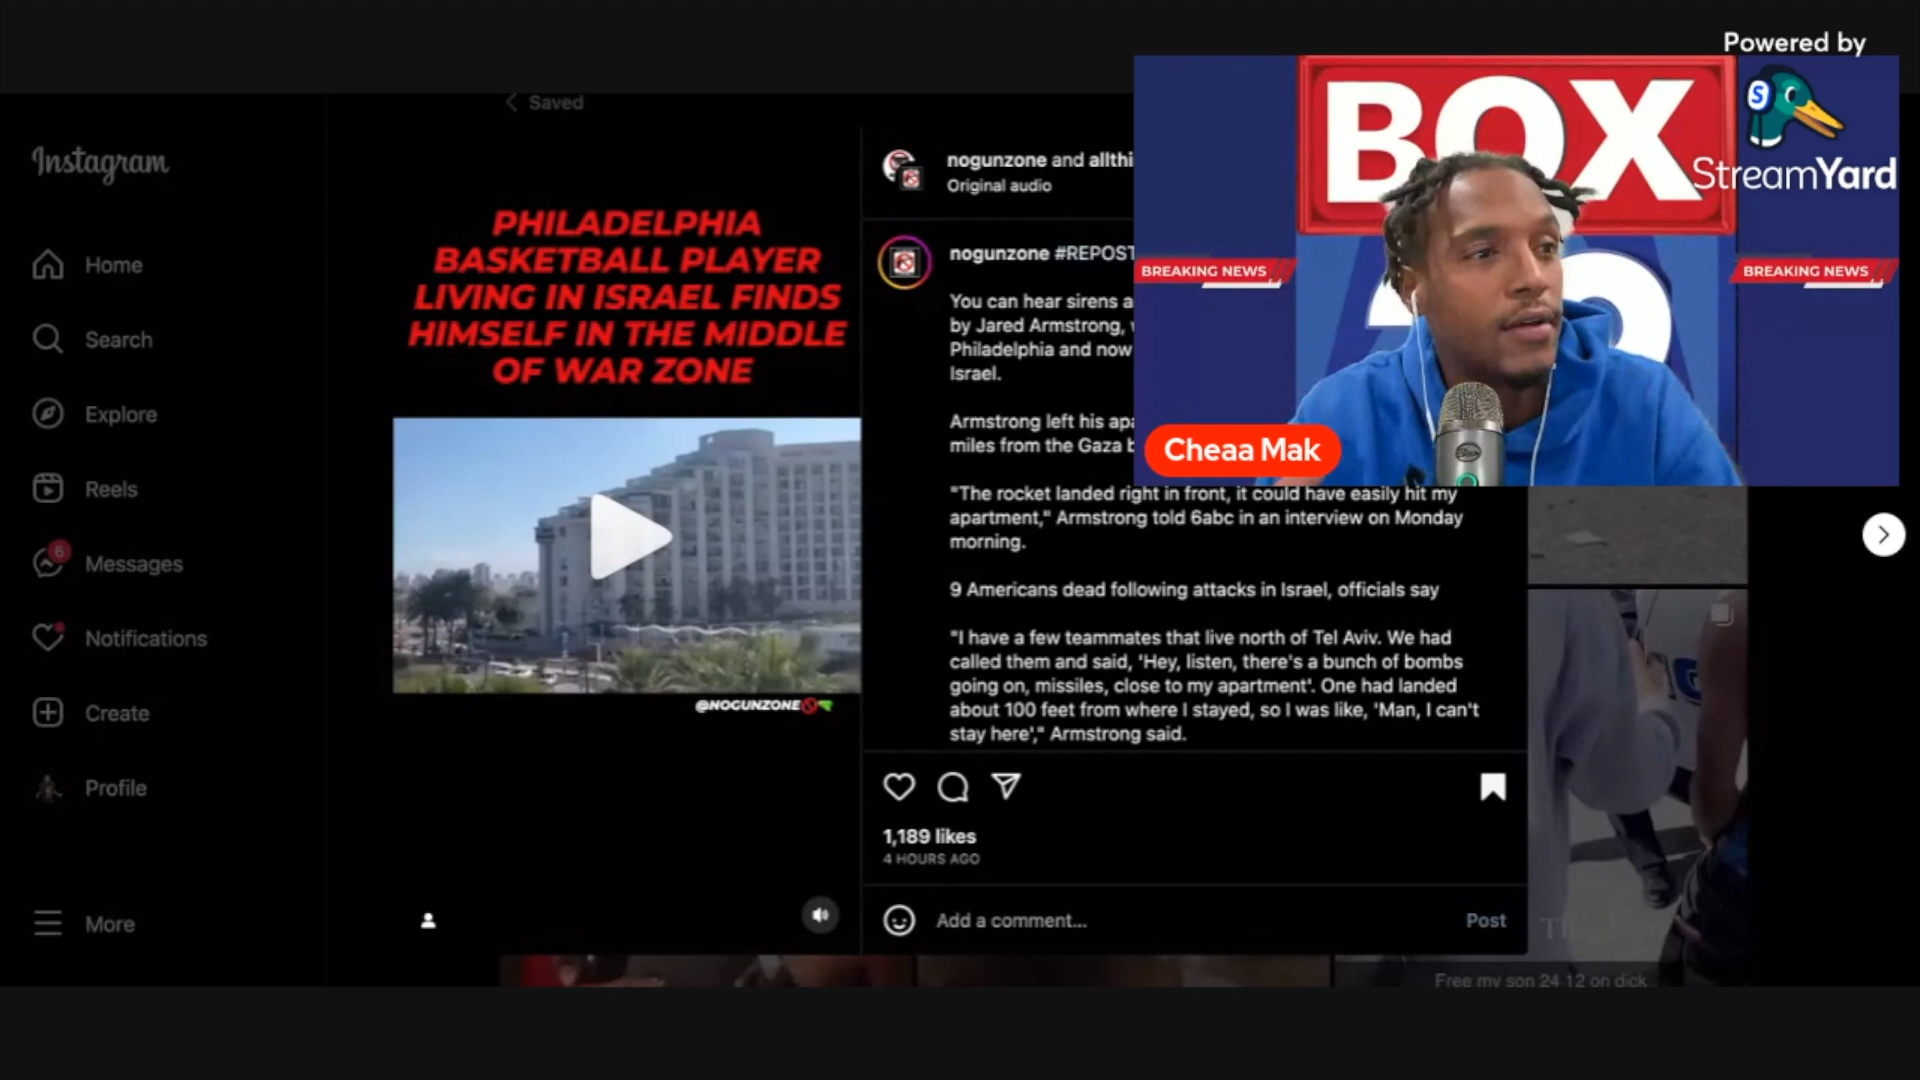 Powered by
StreamYard
BOX
BREAKING NEWS
BREAKING NEWS
Cheaa Mak
Instagram
Home
Search
Explore
Reels
6
Messages
Notifications
Create
Profile
More
Saved
PHILADELPHIA
BASKETBALL PLAYER
LIVING IN ISRAEL FINDS
HIMSELF IN THE MIDDLE
OF WAR ZONE
@NOGUNZONE
nogunzone and allthi
Original audio
nogunzone #REPOST
You can hear sirens a
by Jared Armstrong,
Philadelphia and now
Israel.
Armstrong left his apa
miles from the Gaza b
"The rocket landed right in front, it could have easily hit my
apartment," Armstrong told 6abc in an interview on Monday
morning.
9 Americans dead following attacks in Israel, officials say
"I have a few teammates that live north of Tel Aviv. We had
called them and said, 'Hey, listen, there's a bunch of bombs
going on, missiles, close to my apartment'. One had landed
about 100 feet from where I stayed, so I was like, 'Man, I can't
stay here'," Armstrong said.
1,189 likes
4 HOURS AGO
Add a comment...
Post
Free my son 24 12 on dick